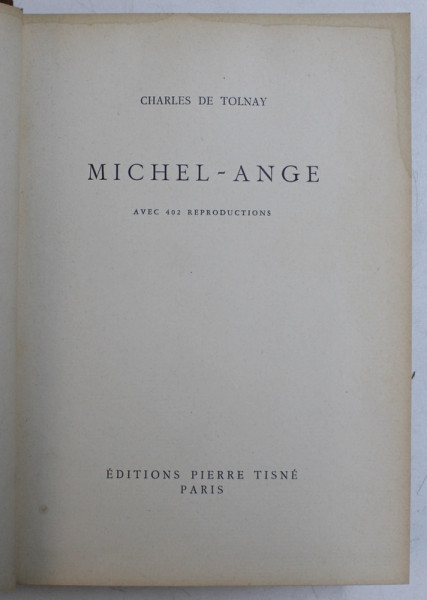 CHARLES DE TOLNAY
MICHEL-ANGE
AVEC 402 REPRODUCTIONS
ÉDITIONS PIERRE TISNÉ
PARIS